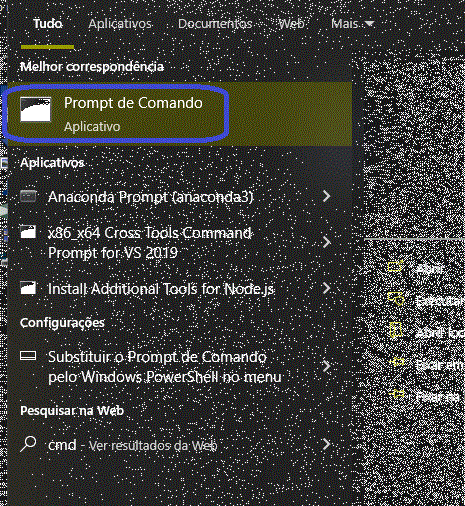 Tudo
Aplicativos
Documentos
Web
Mais
Melhor correspondência
Prompt de Comando
Aplicativo
Aplicativos
Anaconda Prompt (anaconda3)
x86_x64 Cross Tools Command
Prompt for VS 2019
Install Additional Tools for Node.js
Configurações
Substituir o Prompt de Comando
pelo Windows PowerShell no menu
Pesquisar na Web
cmd - Ver resultados da Web
Abrir
Executar
Abrir loc
Fixar em
Fixar na